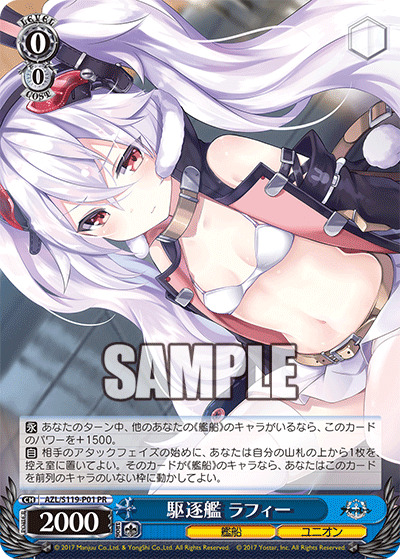 LEVEL
0
0
COST
SAMPLE
永 あなたのターン中、他のあなたの《艦船》のキャラがいるなら、このカード
のパワーを＋1500。
自 相手のアタックフェイズの始めに、あなたは自分の山札の上から1枚を、
控え室に置いてよい。そのカードが《艦船》のキャラなら、あなたはこのカード
を前列のキャラのいない枠に動かしてよい。
CH AZL/S119-P01 PR
POWER 2000
駆逐艦 ラフィー
艦船 ユニオン
© 2017 Manjuu Co.,Ltd. & YongShi Co.,Ltd. All Rights Reserved. © 2017 Yostar, Inc. All Rights Reserved.